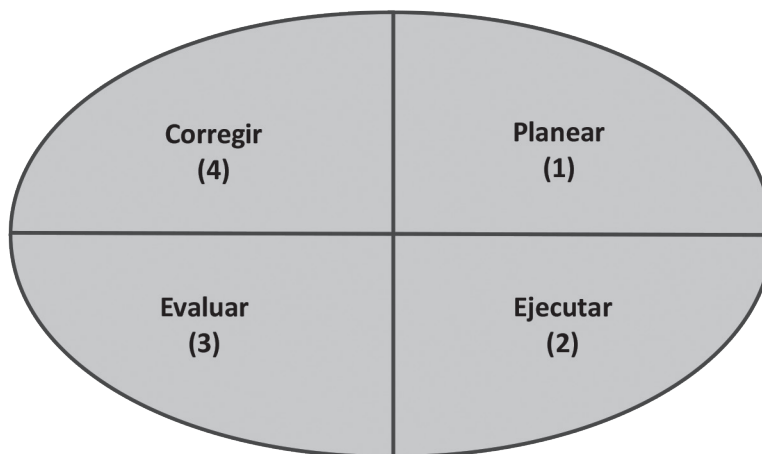 Corregir
(4)
Planear
(1)
Evaluar
(3)
Ejecutar
(2)